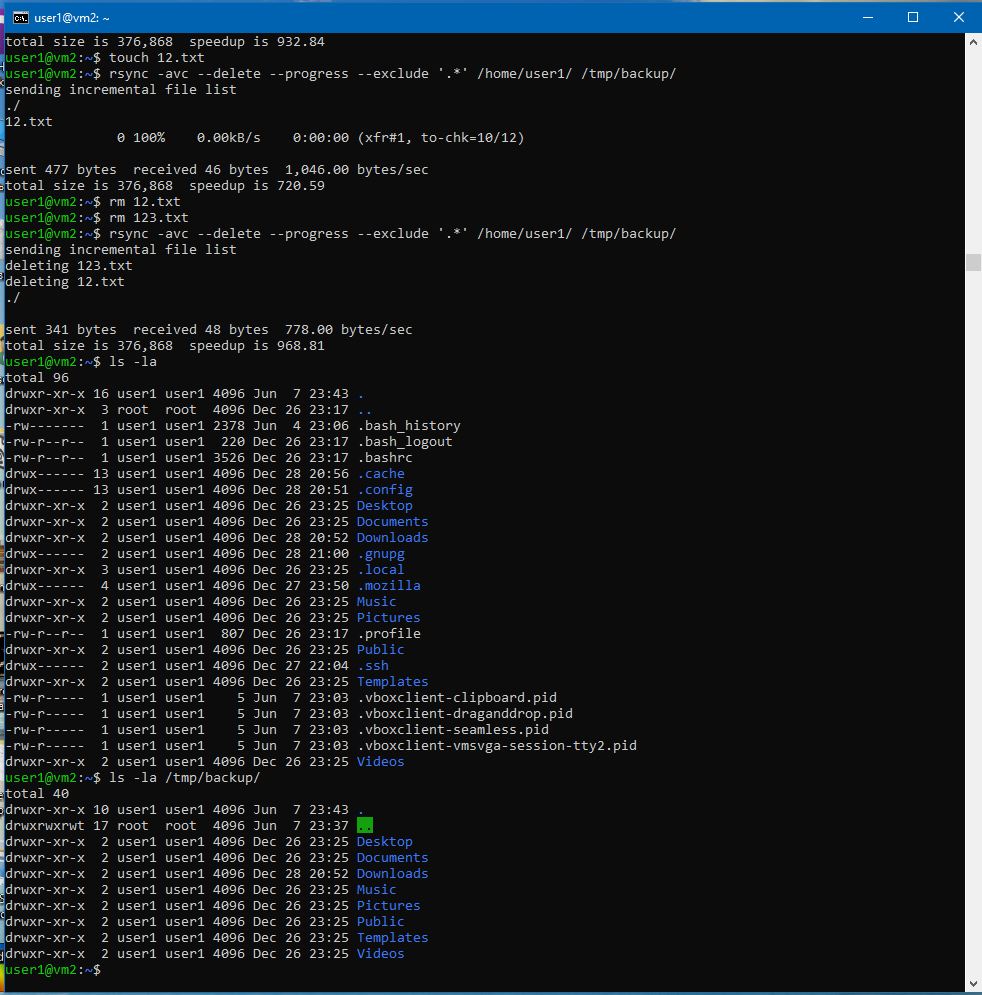 user1@vm2: ~
total size is 376,868  speedup is 932.84
user1@vm2:~$ touch 12.txt
user1@vm2:~$ rsync -avc --delete --progress --exclude '.*' /home/user1/ /tmp/backup/
sending incremental file list
./
12.txt
              0 100%    0.00kB/s    0:00:00 (xfr#1, to-chk=10/12)
sent 477 bytes  received 46 bytes  1,046.00 bytes/sec
total size is 376,868  speedup is 720.59
user1@vm2:~$ rm 12.txt
user1@vm2:~$ rm 123.txt
user1@vm2:~$ rsync -avc --delete --progress --exclude '.*' /home/user1/ /tmp/backup/
sending incremental file list
deleting 123.txt
deleting 12.txt
./
sent 341 bytes  received 48 bytes  778.00 bytes/sec
total size is 376,868  speedup is 968.81
user1@vm2:~$ ls -la
total 96
drwxr-xr-x 16 user1 user1 4096 Jun  7 23:43 .
drwxr-xr-x  3 root  root  4096 Dec 26 23:17 ..
-rw-------  1 user1 user1 2378 Jun  4 23:06 .bash_history
-rw-r--r--  1 user1 user1  220 Dec 26 23:17 .bash_logout
-rw-r--r--  1 user1 user1 3526 Dec 26 23:17 .bashrc
drwx------ 13 user1 user1 4096 Dec 28 20:56 .cache
drwx------ 13 user1 user1 4096 Dec 28 20:51 .config
drwxr-xr-x  2 user1 user1 4096 Dec 26 23:25 Desktop
drwxr-xr-x  2 user1 user1 4096 Dec 26 23:25 Documents
drwxr-xr-x  2 user1 user1 4096 Dec 28 20:52 Downloads
drwx------  2 user1 user1 4096 Dec 28 21:00 .gnupg
drwxr-xr-x  3 user1 user1 4096 Dec 26 23:25 .local
drwx------  4 user1 user1 4096 Dec 27 23:50 .mozilla
drwxr-xr-x  2 user1 user1 4096 Dec 26 23:25 Music
drwxr-xr-x  2 user1 user1 4096 Dec 26 23:25 Pictures
-rw-r--r--  1 user1 user1  807 Dec 26 23:17 .profile
drwxr-xr-x  2 user1 user1 4096 Dec 26 23:25 Public
drwx------  2 user1 user1 4096 Dec 27 22:04 .ssh
drwxr-xr-x  2 user1 user1 4096 Dec 26 23:25 Templates
-rw-r-----  1 user1 user1    5 Jun  7 23:03 .vboxclient-clipboard.pid
-rw-r-----  1 user1 user1    5 Jun  7 23:03 .vboxclient-draganddrop.pid
-rw-r-----  1 user1 user1    5 Jun  7 23:03 .vboxclient-seamless.pid
-rw-r-----  1 user1 user1    5 Jun  7 23:03 .vboxclient-vmsvga-session-tty2.pid
drwxr-xr-x  2 user1 user1 4096 Dec 26 23:25 Videos
user1@vm2:~$ ls -la /tmp/backup/
total 40
drwxr-xr-x 10 user1 user1 4096 Jun  7 23:43 .
drwxrwxrwt 17 root  root  4096 Jun  7 23:37 ..
drwxr-xr-x  2 user1 user1 4096 Dec 26 23:25 Desktop
drwxr-xr-x  2 user1 user1 4096 Dec 26 23:25 Documents
drwxr-xr-x  2 user1 user1 4096 Dec 28 20:52 Downloads
drwxr-xr-x  2 user1 user1 4096 Dec 26 23:25 Music
drwxr-xr-x  2 user1 user1 4096 Dec 26 23:25 Pictures
drwxr-xr-x  2 user1 user1 4096 Dec 26 23:25 Public
drwxr-xr-x  2 user1 user1 4096 Dec 26 23:25 Templates
drwxr-xr-x  2 user1 user1 4096 Dec 26 23:25 Videos
user1@vm2:~$